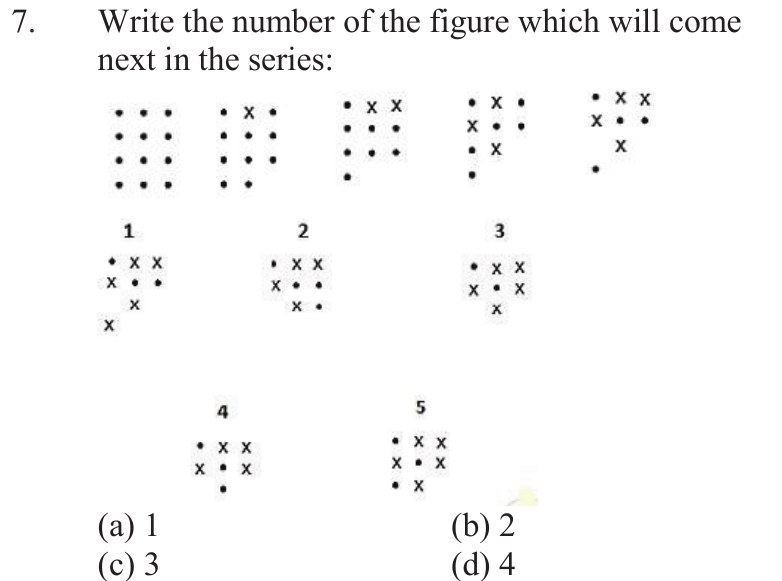 7. Write the number of the figure which will come
next in the series:
• • • • X • • X X • X • • X X
• • • • • • • • • X • • X • •
• • • • • • • • • • X X
• • • • • • • •
1 2 3
• X X • X X • X X
X • • X • • X • X
X X • X
X
4 5
• X X • X X
X • X X • X
• • X
(a) 1 (b) 2
(c) 3 (d) 4